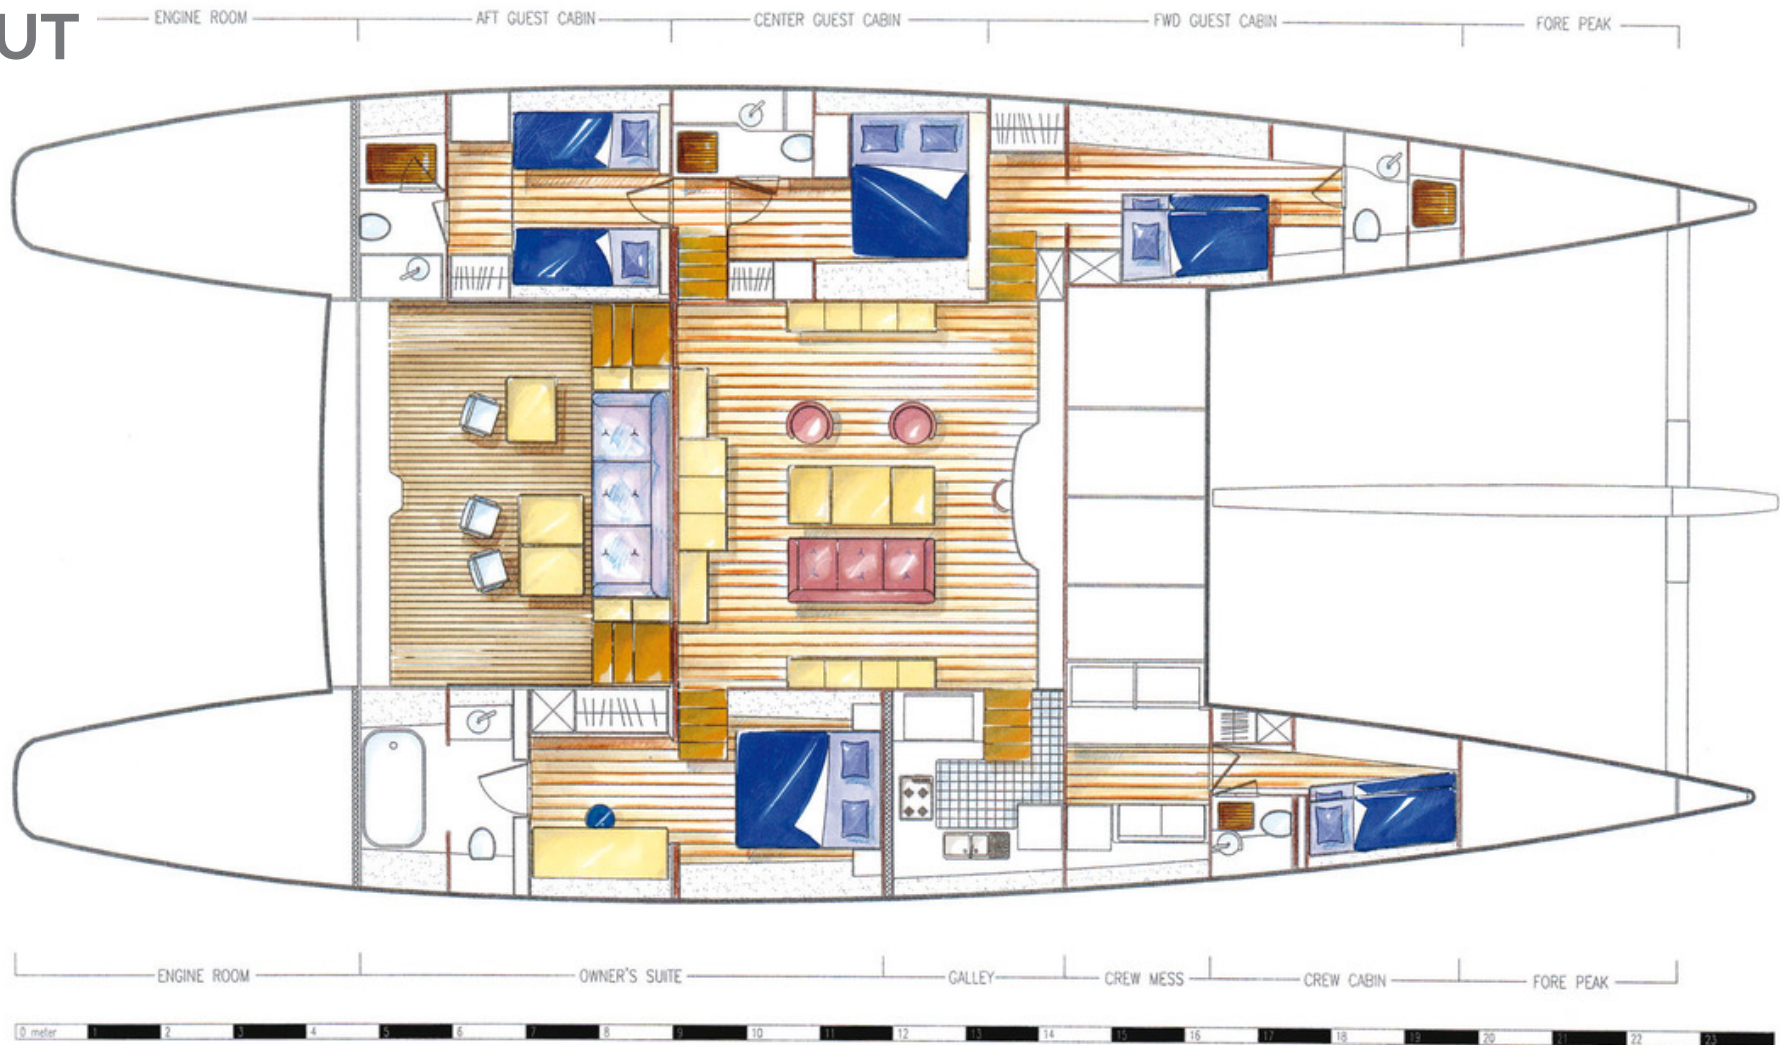 UT
ENGINE ROOM AFT GUEST CABIN CENTER GUEST CABIN FWD GUEST CABIN FORE PEAK
ENGINE ROOM OWNER'S SUITE GALLEY CREW MESS CREW CABIN FORE PEAK
0 meter 1 2 3 4 5 6 7 8 9 10 11 12 13 14 15 16 17 18 19 20 21 22 23